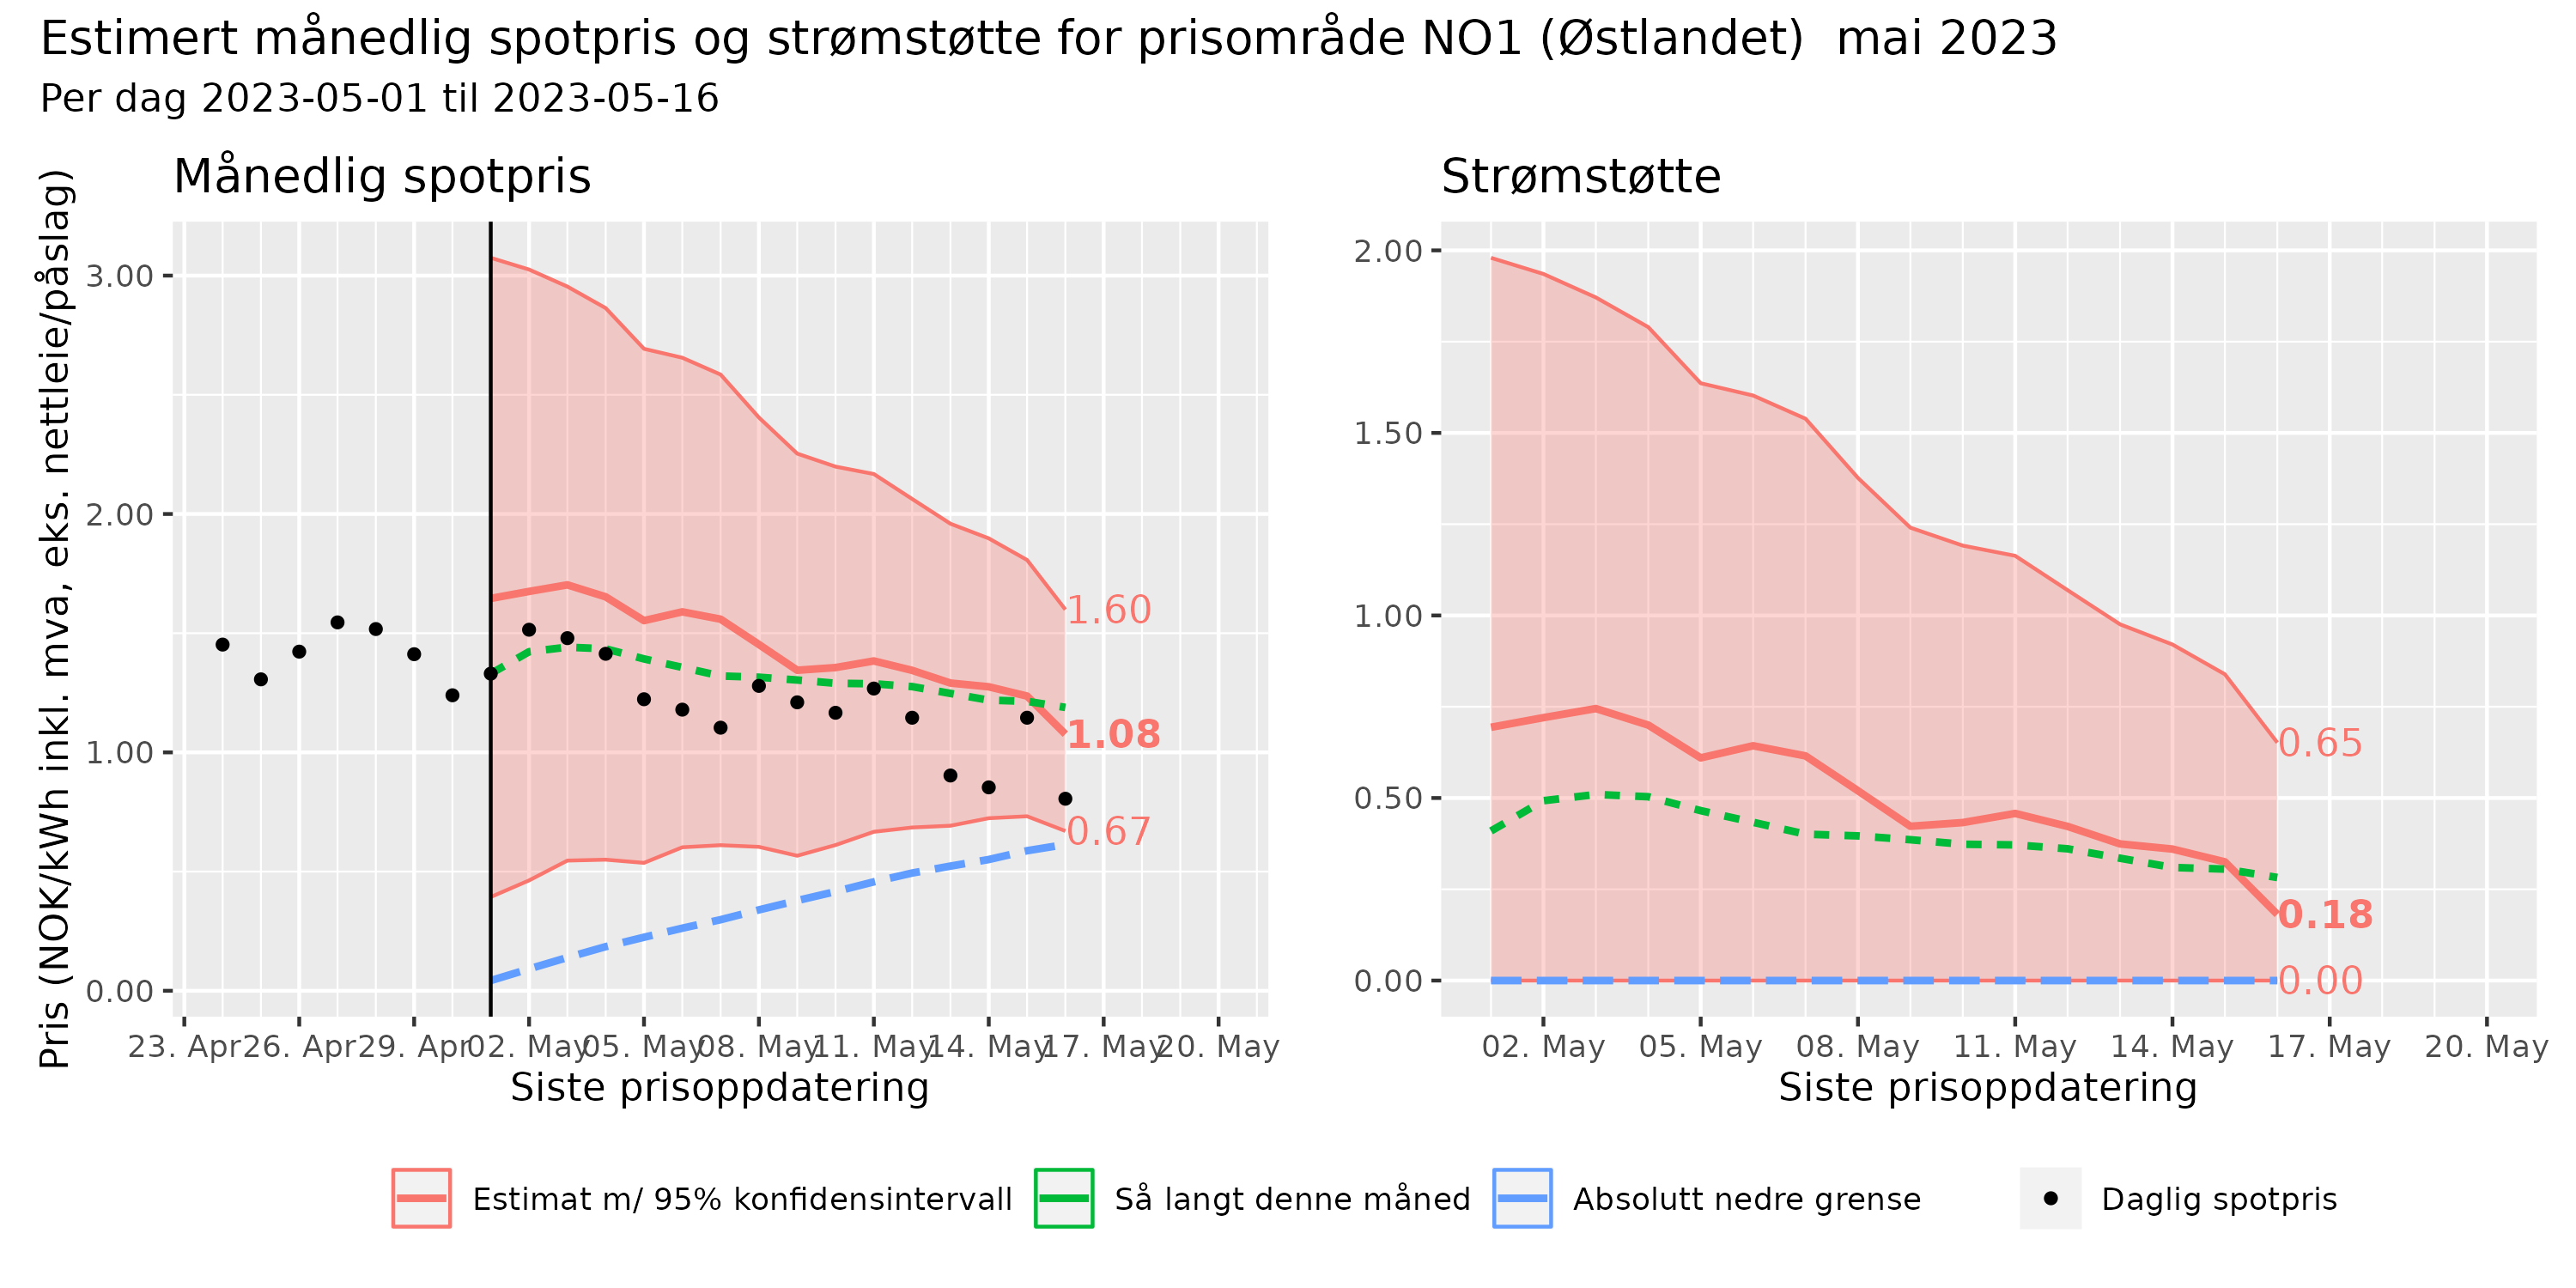 Estimert månedlig spotpris og strømstøtte for prisområde NO1 (Østlandet)  mai 2023
Per dag 2023-05-01 til 2023-05-16
Månedlig spotpris
Pris (NOK/kWh inkl. mva, eks. nettleie/påslag)
3.00
2.00
1.00
0.00
1.60
1.08
0.67
23. Apr 26. Apr 29. Apr 02. May 05. May 08. May 11. May 14. May 17. May 20. May
Siste prisoppdatering
Strømstøtte
2.00
1.50
1.00
0.50
0.00
0.65
0.18
0.00
02. May 05. May 08. May 11. May 14. May 17. May 20. May
Siste prisoppdatering
Estimat m/ 95% konfidensintervall Så langt denne måned Absolutt nedre grense Daglig spotpris